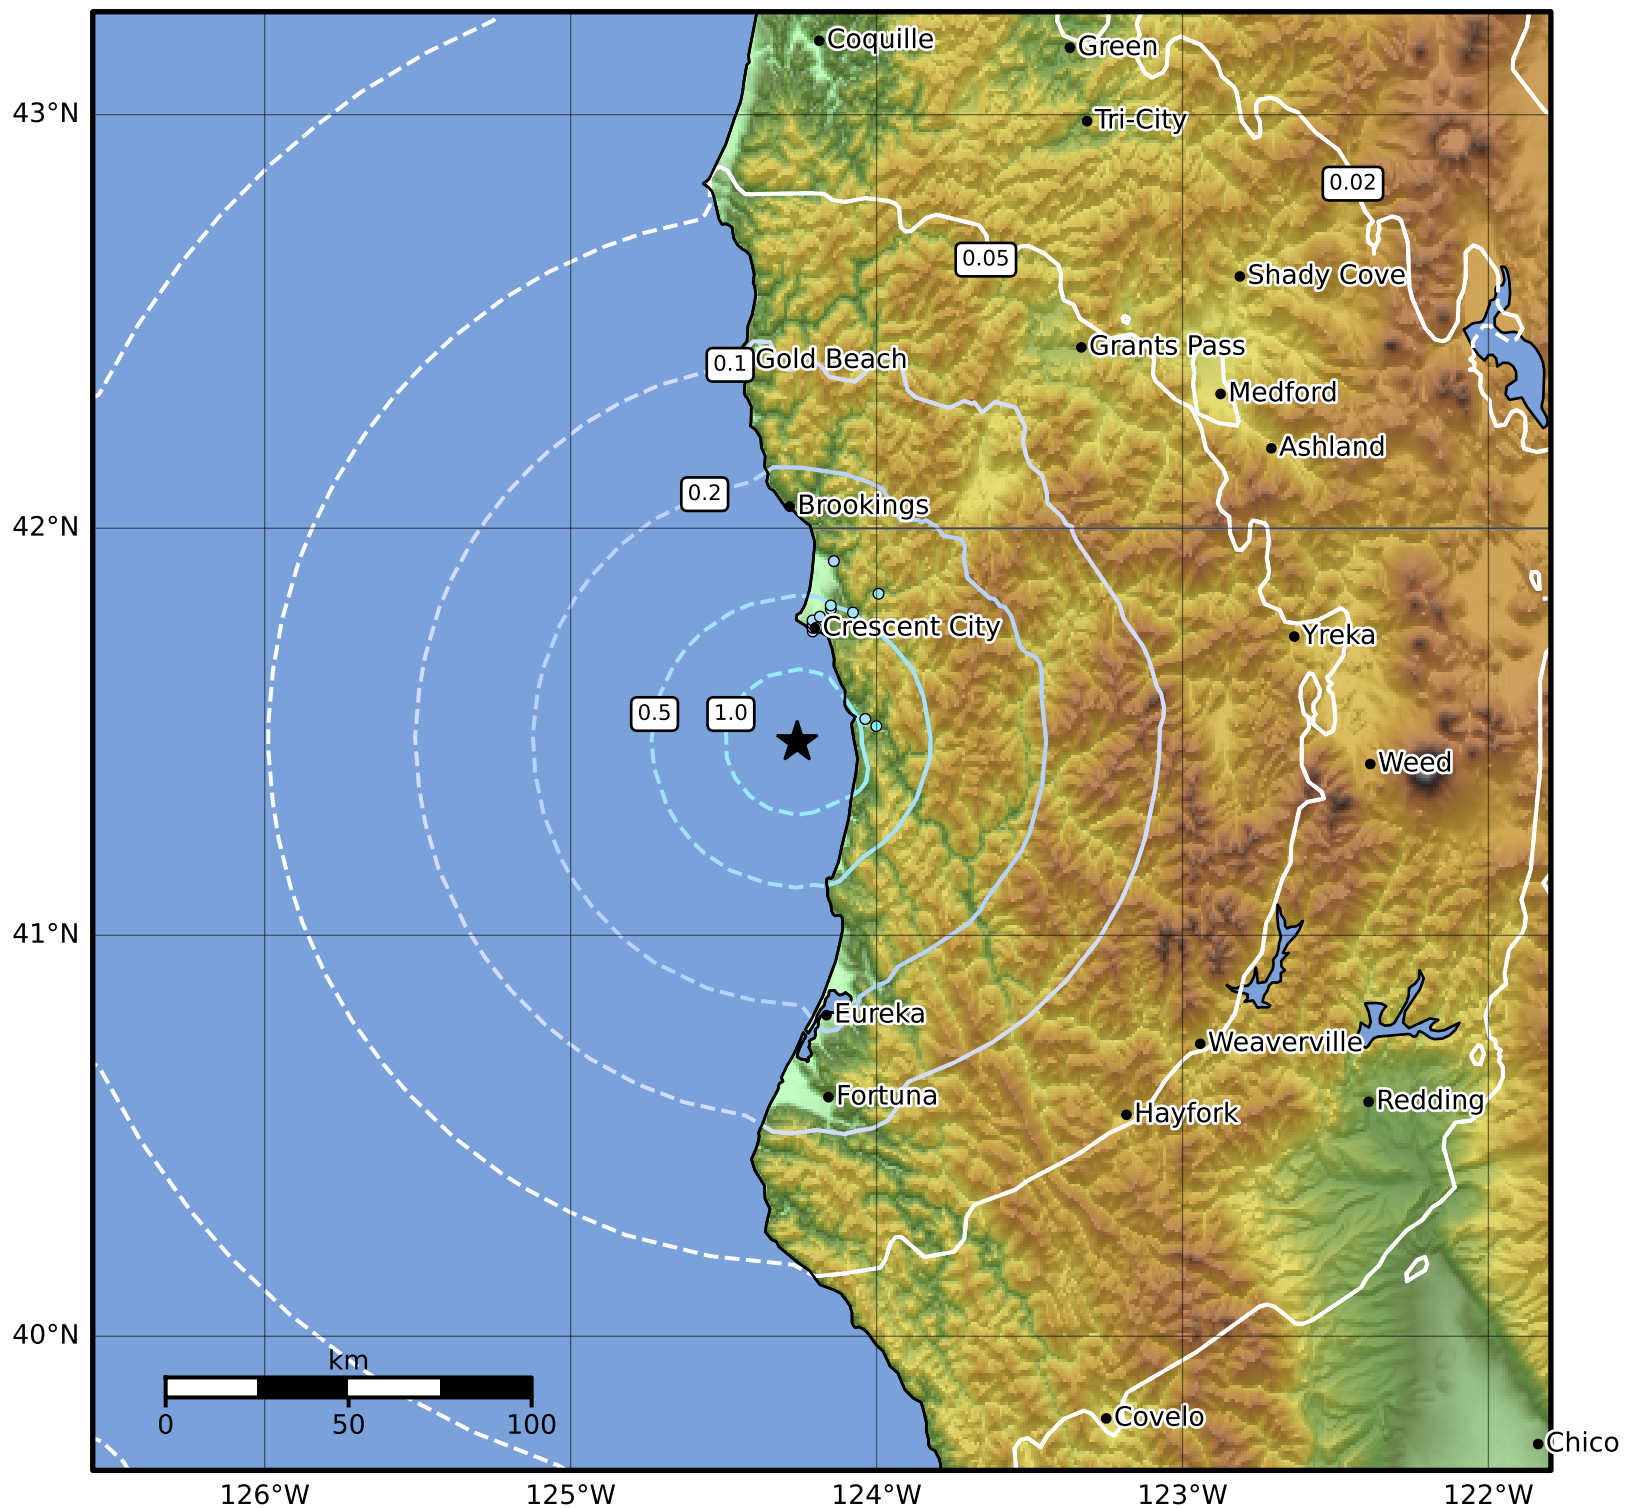 Coquille
Green
43°N
Tri-City
0.02
0.05
Shady Cove
Grants Pass
0.1
Gold Beach
Medford
Ashland
0.2
Brookings
42°N
Crescent City
Yreka
0.5
1.0
Weed
41°N
Eureka
Weaverville
Fortuna
Redding
Hayfork
40°N
km
0
50
100
Covelo
Chico
126°W
125°W
124°W
123°W
122°W